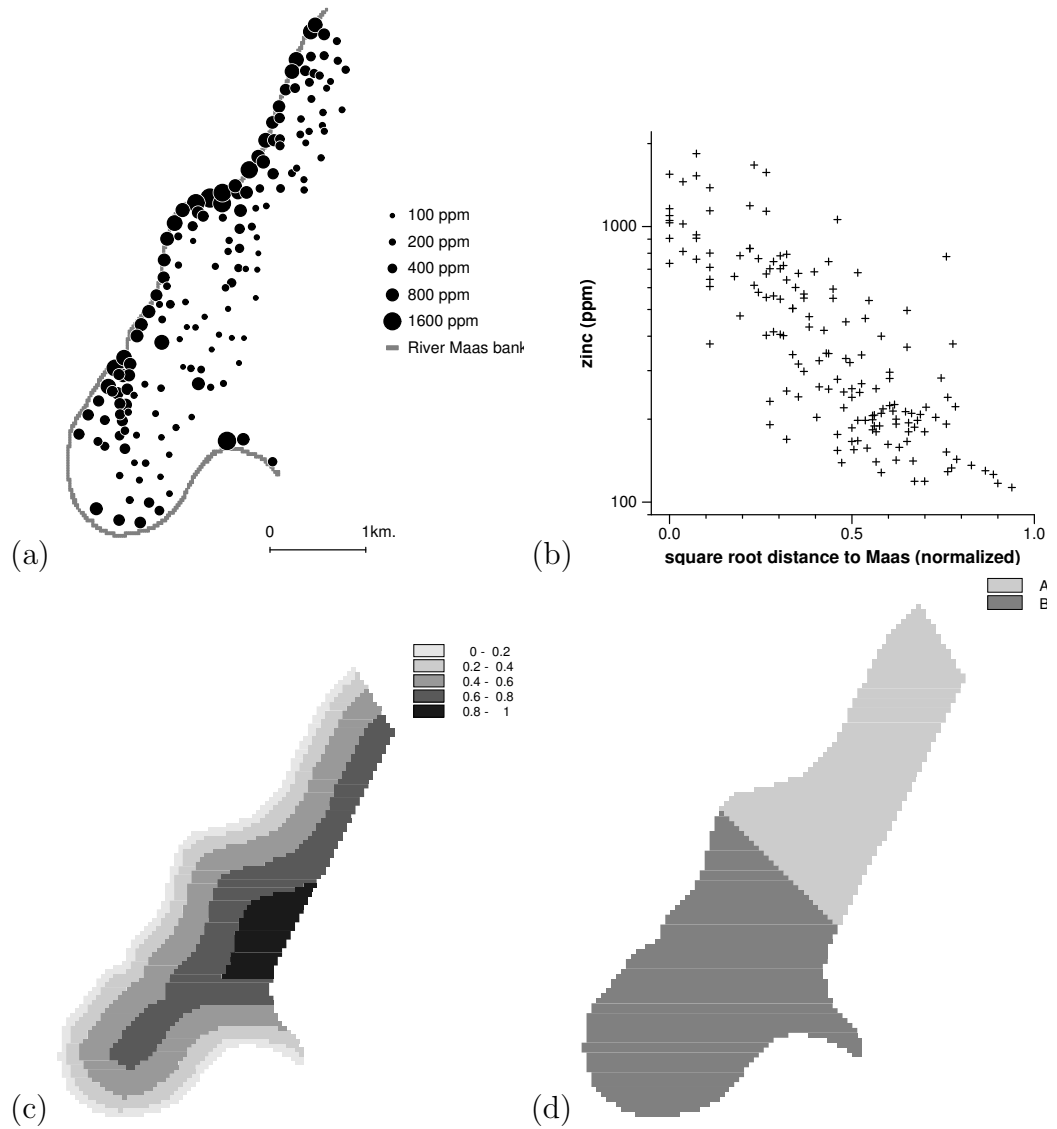 100 ppm
200 ppm
400 ppm
800 ppm
1600 ppm
River Maas bank
0 1km.
(a)
zinc (ppm)
1000
100
0.0 0.5 1.0
square root distance to Maas (normalized)
(b)
0 - 0.2
0.2 - 0.4
0.4 - 0.6
0.6 - 0.8
0.8 - 1
(c)
A
B
(d)